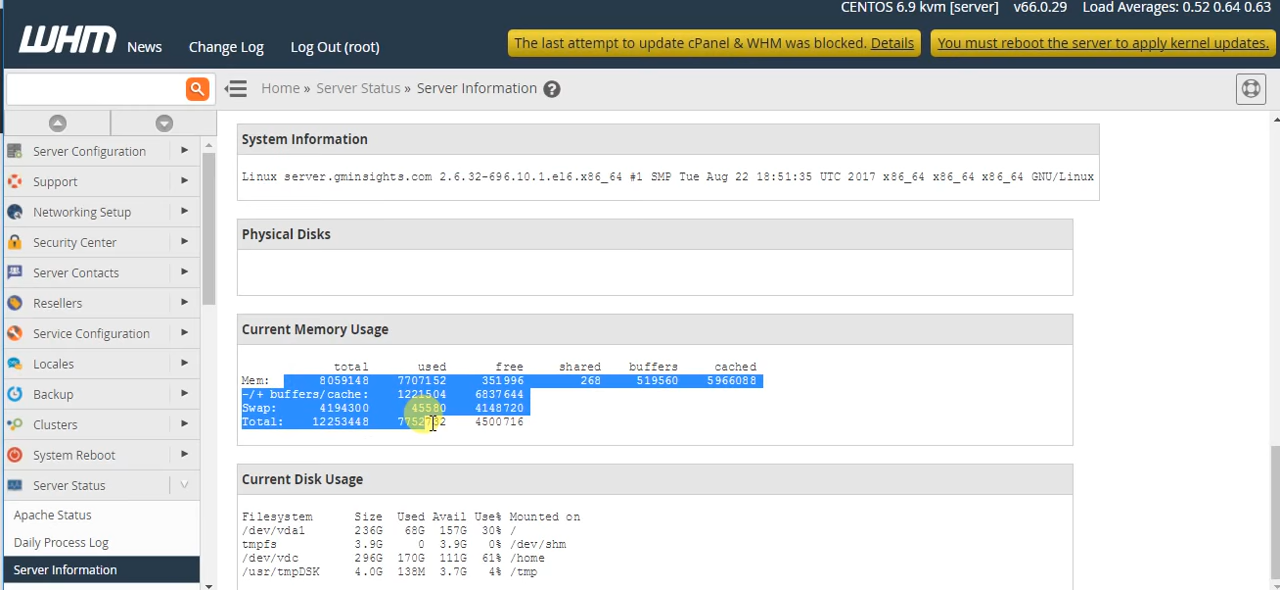 CENTOS 6.9 kvm [server] v66.0.29 Load Averages: 0.52 0.64 0.63
WHM News Change Log Log Out (root)
The last attempt to update cPanel & WHM was blocked. Details
You must reboot the server to apply kernel updates.
Home » Server Status » Server Information
Server Configuration
Support
Networking Setup
Security Center
Server Contacts
Resellers
Service Configuration
Locales
Backup
Clusters
System Reboot
Server Status
Apache Status
Daily Process Log
Server Information
System Information
Linux server.gminsights.com 2.6.32-696.10.1.el6.x86_64 #1 SMP Tue Aug 22 18:51:35 UTC 2017 x86_64 x86_64 x86_64 GNU/Linux
Physical Disks
Current Memory Usage
total used free shared buffers cached
Mem: 8059148 7707152 351996 268 519560 5966088
-/+ buffers/cache: 1221504 6837644
Swap: 4194300 45580 4148720
Total: 12253448 7752732 4500716
Current Disk Usage
Filesystem Size Used Avail Use% Mounted on
/dev/vda1 236G 68G 157G 30% /
tmpfs 3.9G 0 3.9G 0% /dev/shm
/dev/vdc 296G 170G 111G 61% /home
/usr/tmpDSK 4.0G 138M 3.7G 4% /tmp